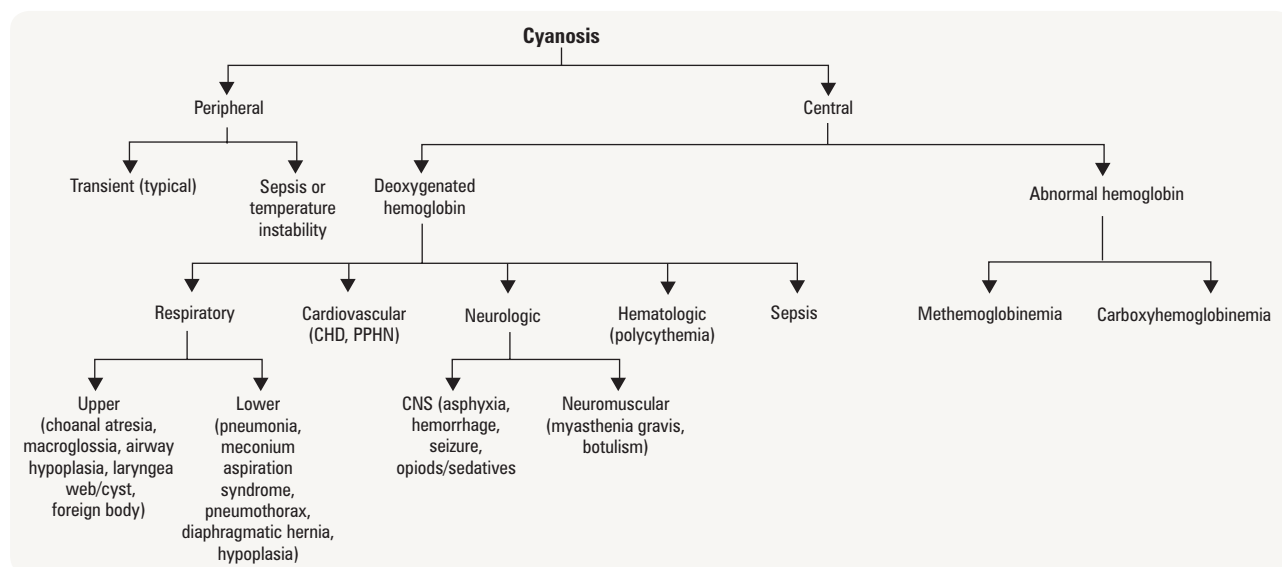 Cyanosis
Peripheral
Central
Transient (typical)
Sepsis or
temperature
instability
Deoxygenated
hemoglobin
Abnormal hemoglobin
Respiratory
Cardiovascular
(CHD, PPHN)
Neurologic
Hematologic
(polycythemia)
Sepsis
Methemoglobinemia
Carboxyhemoglobinemia
Upper
(choanal atresia,
macroglossia, airway
hypoplasia, laryngea
web/cyst,
foreign body)
Lower
(pneumonia,
meconium
aspiration
syndrome,
pneumothorax,
diaphragmatic hernia,
hypoplasia)
CNS (asphyxia,
hemorrhage,
seizure,
opiods/sedatives
Neuromuscular
(myasthenia gravis,
botulism)